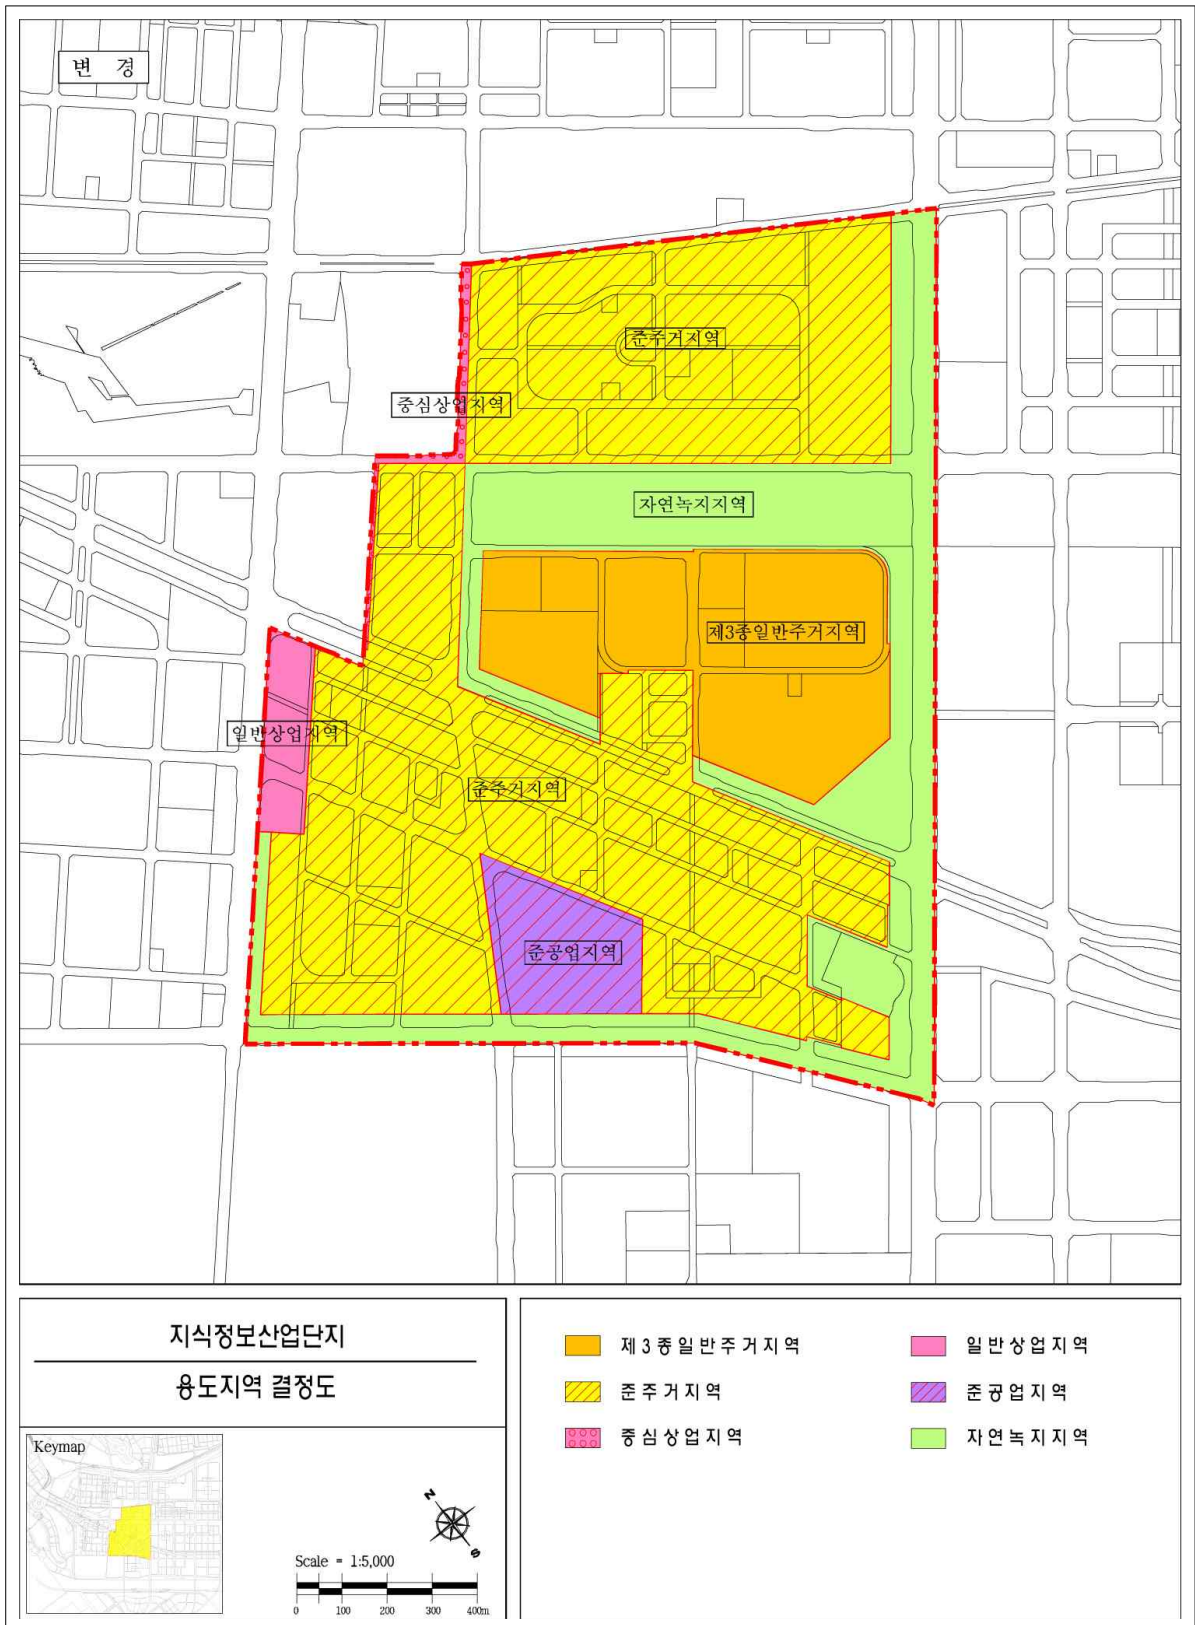 변 경
준주거지역
중심상업지역
자연녹지지역
제3종일반주거지역
일반상업지역
준주거지역
준공업지역
지식정보산업단지
용도지역 결정도
제3종일반주거지역
일반상업지역
준주거지역
준공업지역
중심상업지역
자연녹지지역
Keymap
N
S
Scale = 1:5,000
0 100 200 300 400m